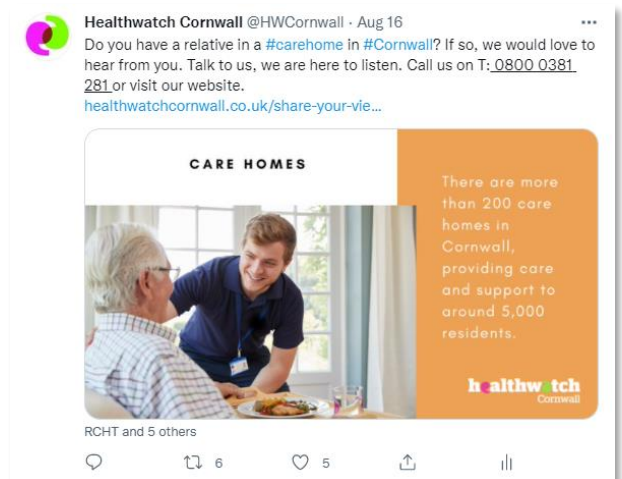 Healthwatch Cornwall @HWCornwall · Aug 16
Do you have a relative in a #carehome in #Cornwall? If so, we would love to
hear from you. Talk to us, we are here to listen. Call us on T: 0800 0381
281 or visit our website.
healthwatchcornwall.co.uk/share-your-vie...
CARE HOMES
There are more
than 200 care
homes in
Cornwall,
providing care
and support to
around 5,000
residents.
healthwatch
Cornwall
RCHT and 5 others
6
5